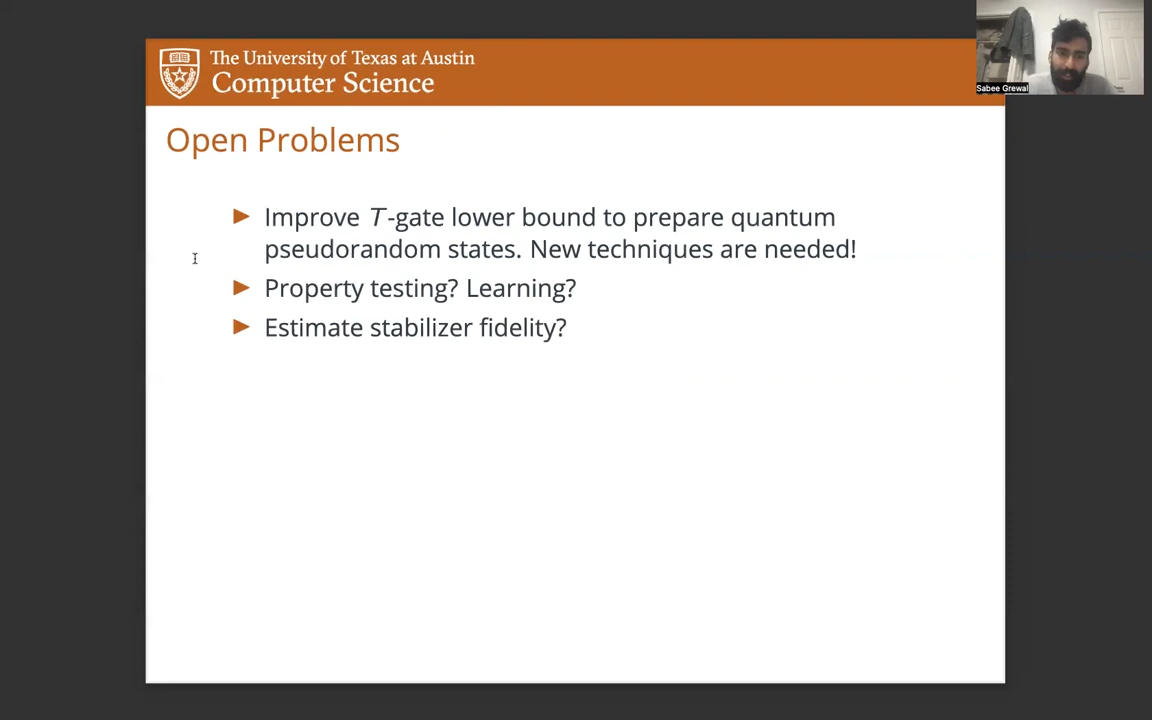 The University of Texas at Austin
Computer Science
Sabee Grewal
Open Problems
Improve T-gate lower bound to prepare quantum
pseudorandom states. New techniques are needed!
Property testing? Learning?
Estimate stabilizer fidelity?